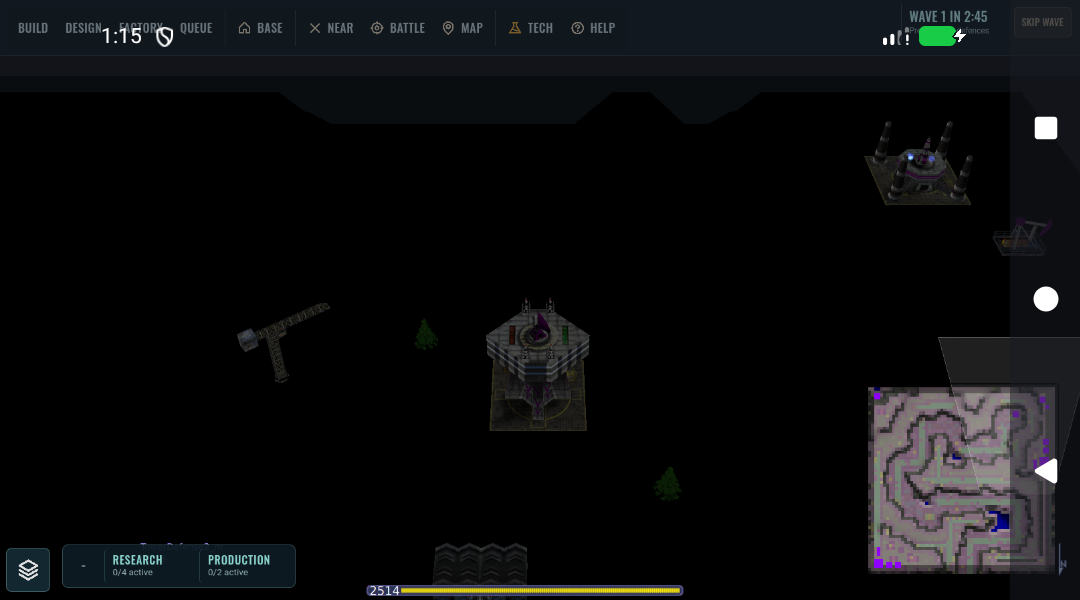 BUILD DESIGN FACTORY QUEUE BASE NEAR BATTLE MAP TECH HELP
1:15
WAVE 1 IN 2:45
SKIP WAVE
RESEARCH
0/4 active
PRODUCTION
0/2 active
-
2514